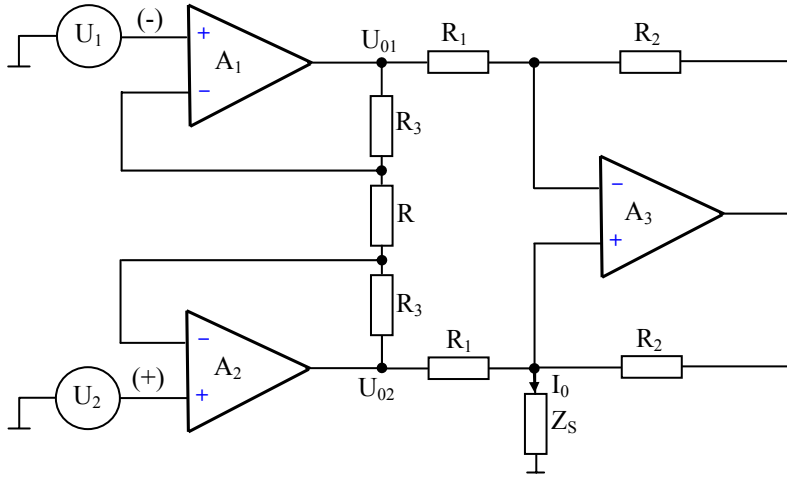 (-)
U1
+
A1
−
U01
R1
R2
R3
R
−
A3
+
R3
−
A2
+
U2
(+)
U02
R1
R2
I0
ZS